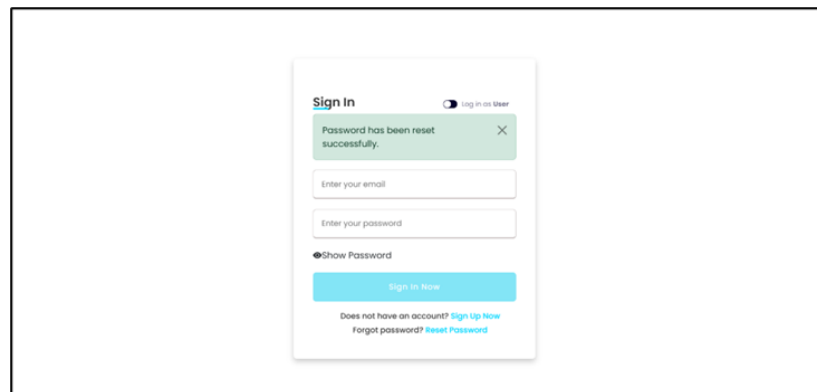 Sign In
Log in as User
Password has been reset
successfully.
Enter your email
Enter your password
Show Password
Sign In Now
Does not have an account? Sign Up Now
Forgot password? Reset Password